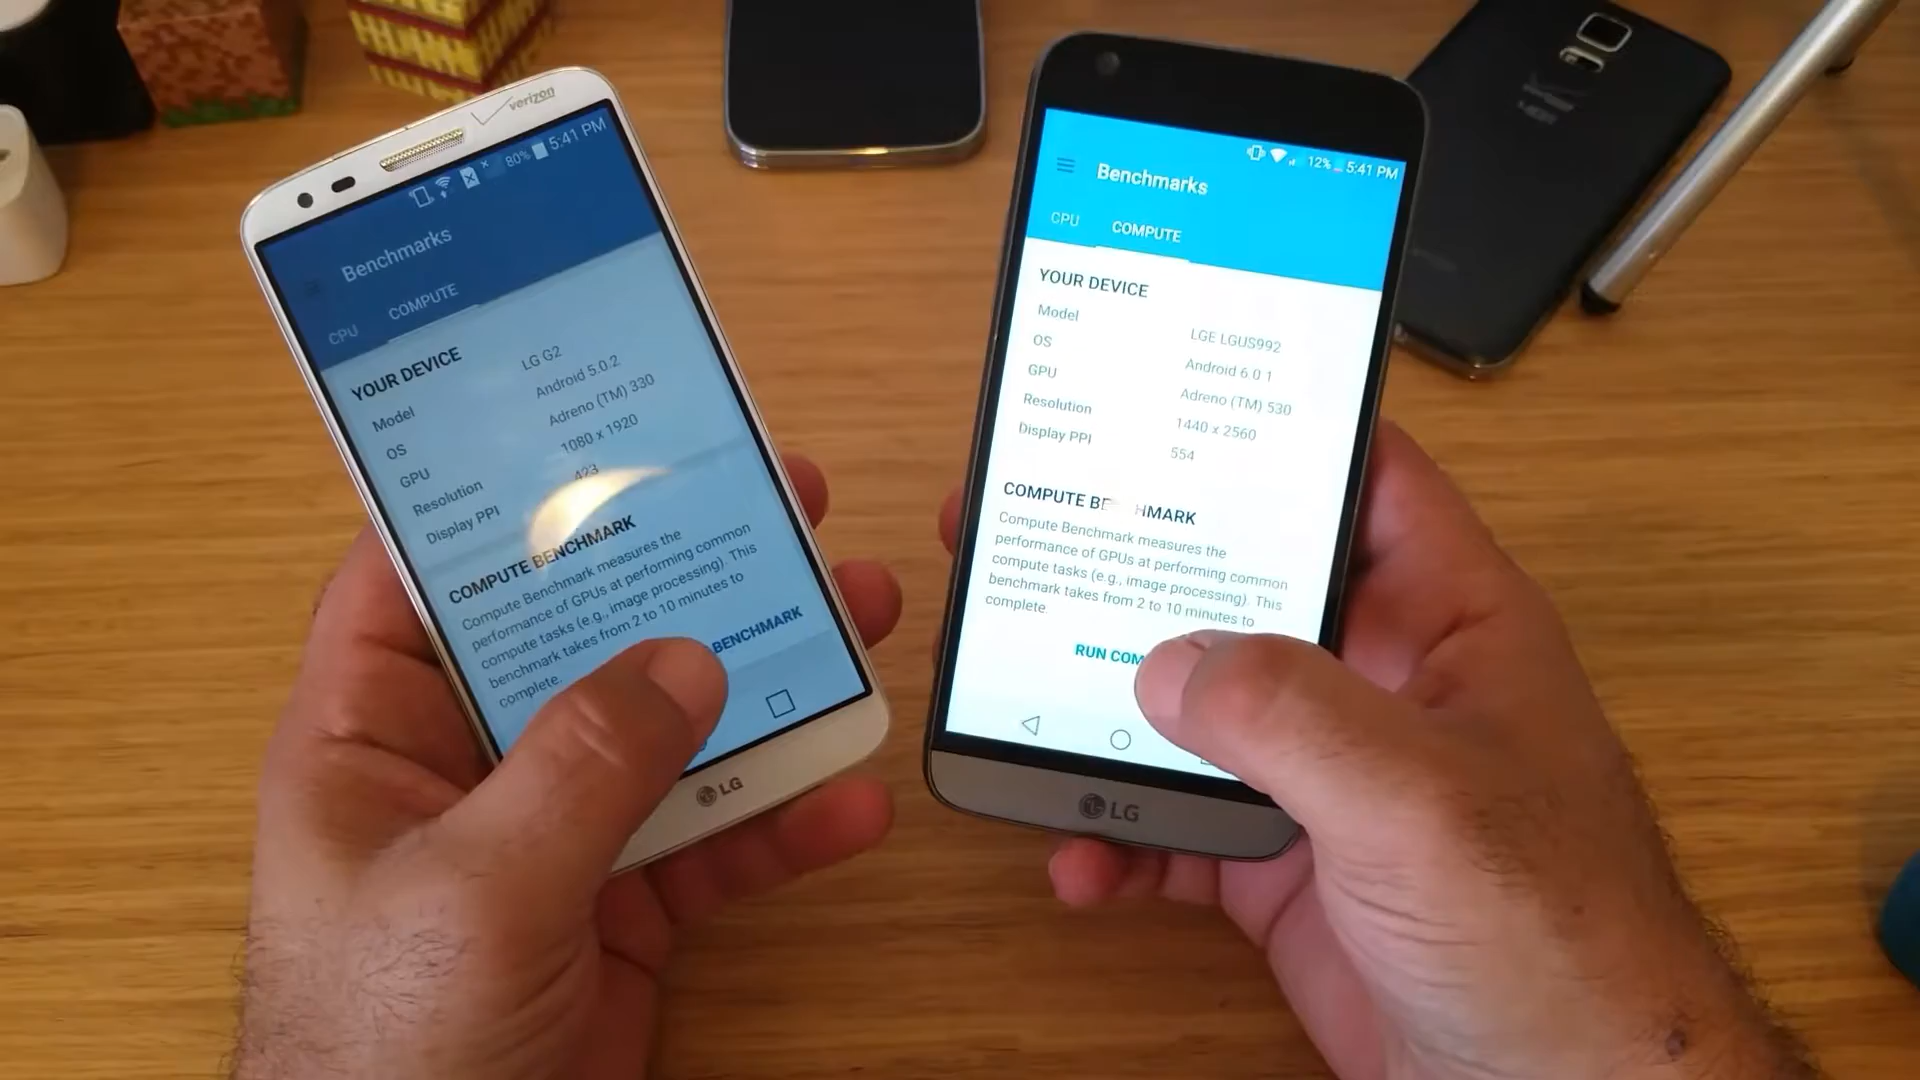 verizon
80% 5:41 PM
Benchmarks
CPU COMPUTE
YOUR DEVICE
Model LG G2
OS Android 5.0.2
GPU Adreno (TM) 330
Resolution 1080 x 1920
Display PPI 423
COMPUTE BENCHMARK
Compute Benchmark measures the
performance of GPUs at performing common
compute tasks (e.g., image processing). This
benchmark takes from 2 to 10 minutes to
complete.
BENCHMARK
LG
12% 5:41 PM
Benchmarks
CPU COMPUTE
YOUR DEVICE
Model LGE LGUS992
OS Android 6.0.1
GPU Adreno (TM) 530
Resolution 1440 x 2560
Display PPI 554
COMPUTE BE HMARK
Compute Benchmark measures the
performance of GPUs at performing common
compute tasks (e.g., image processing). This
benchmark takes from 2 to 10 minutes to
complete.
RUN COM
LG